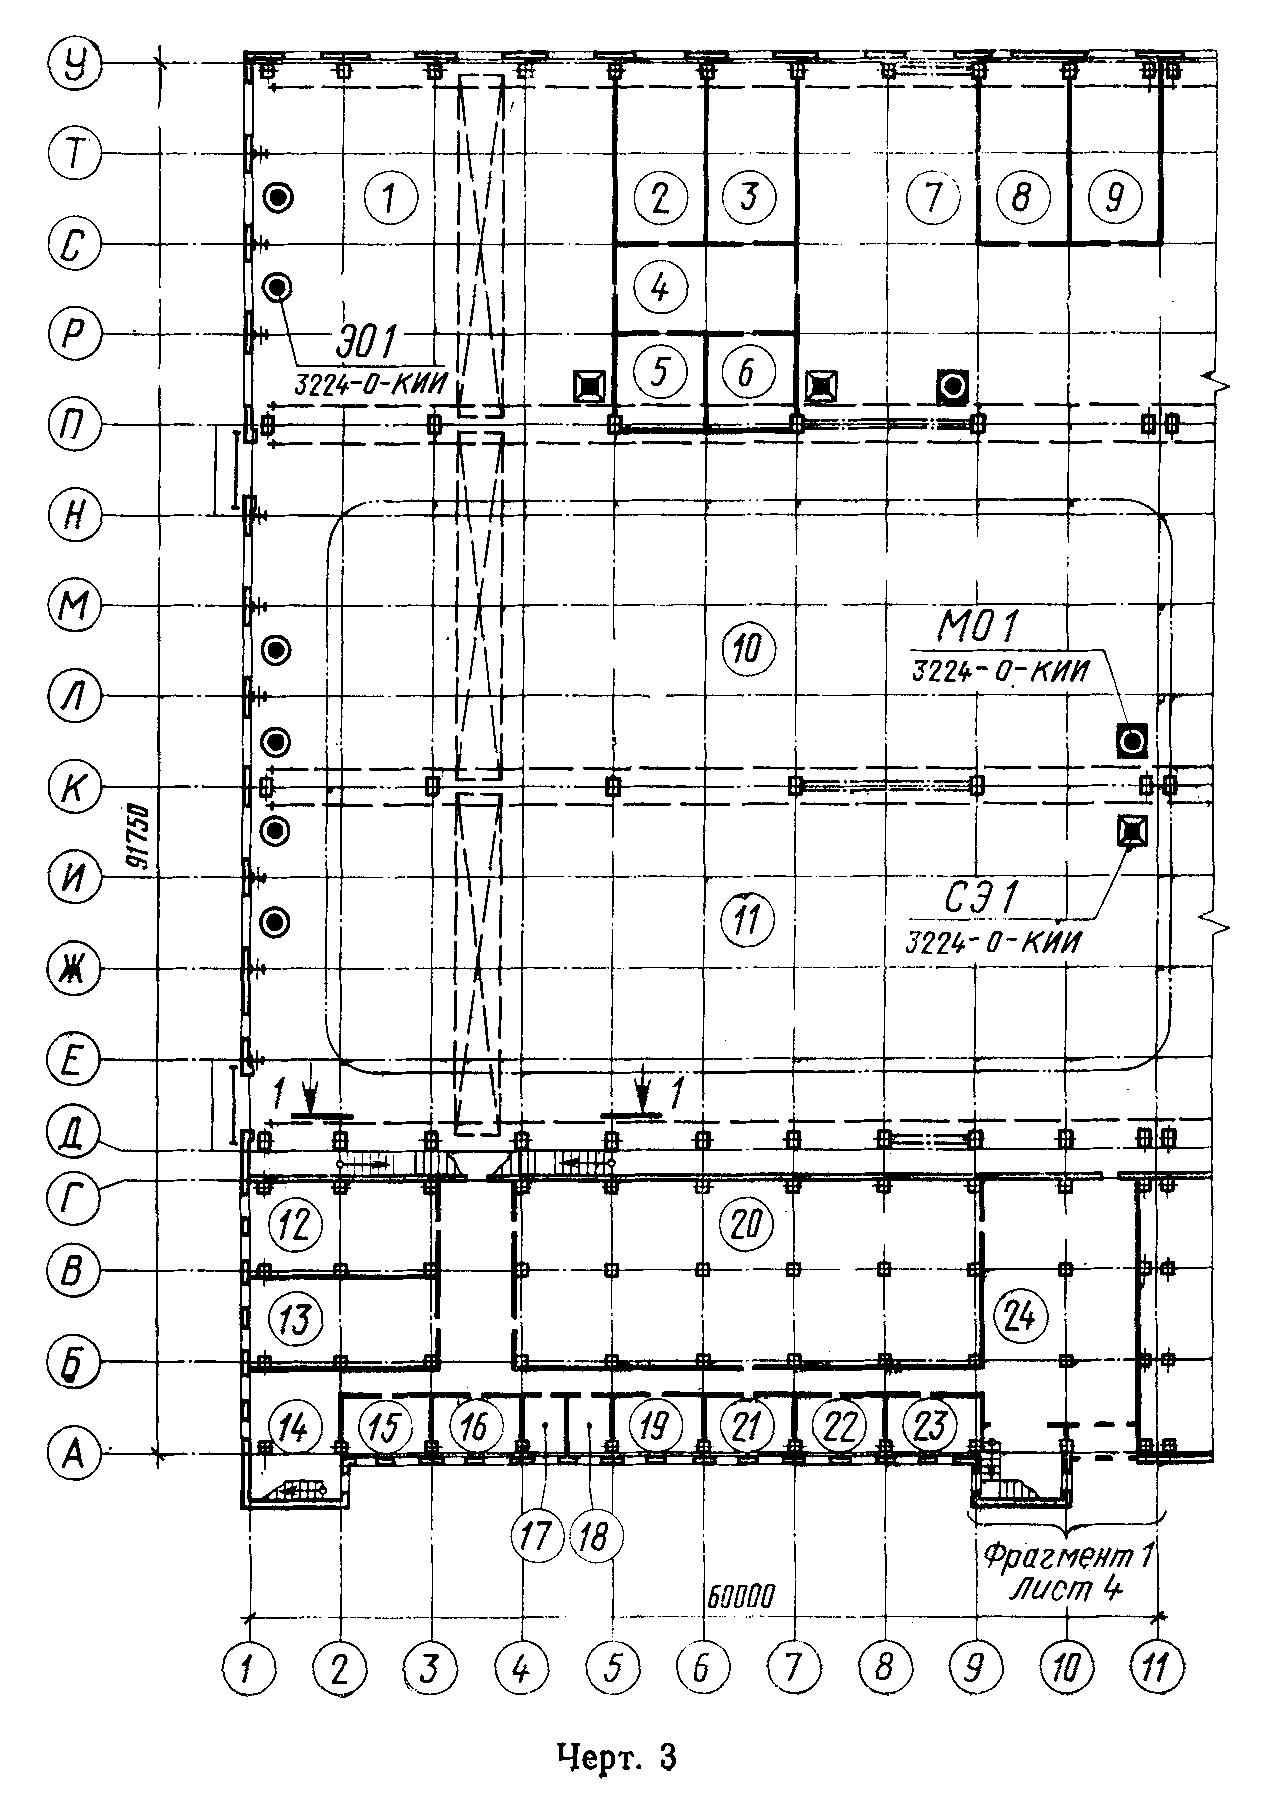 У
Т
1 2 3 7 8 9
С
4
Р
ЭО1
3224-0-КИИ
5 6
П
Н
М
10
МО1
3224-0-КИИ
Л
К
91750
И
СЭ1
3224-0-КИИ
11
Ж
Е
1 1
Д
Г
12 20
В
13 24
Б
14 15 16 19 21 22 23
А
17 18
Фрагмент 1
Лист 4
60000
1 2 3 4 5 6 7 8 9 10 11
Черт. 3